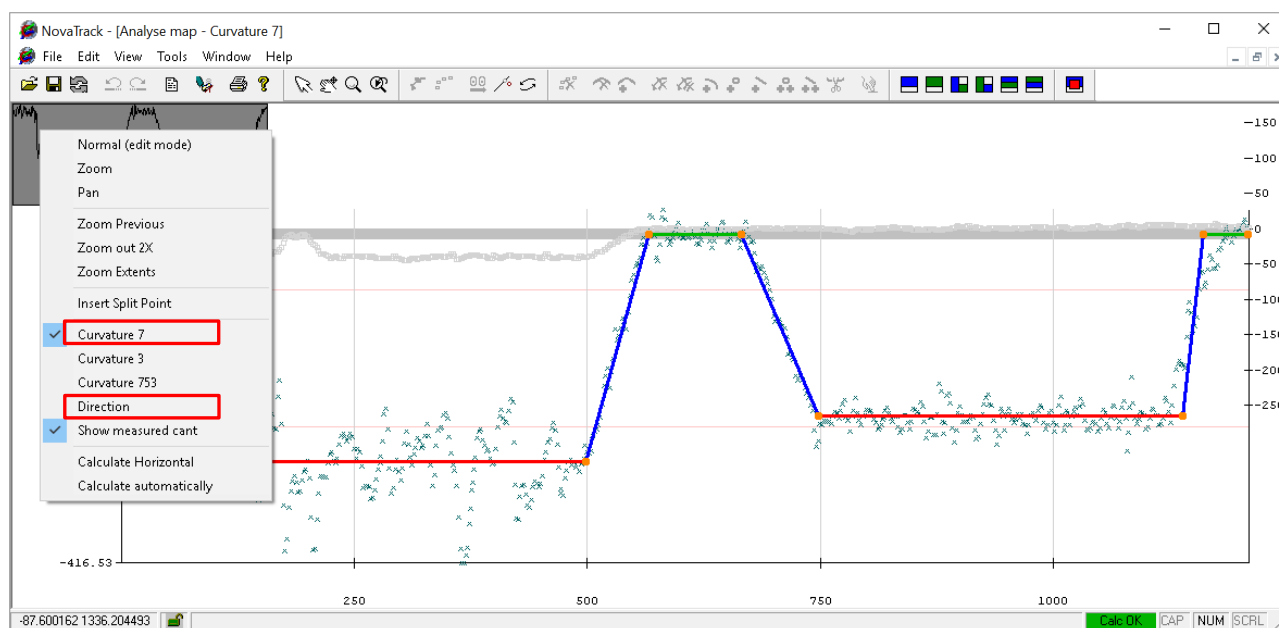 NovaTrack - [Analyse map - Curvature 7]
File Edit View Tools Window Help
Normal (edit mode)
Zoom
Pan
Zoom Previous
Zoom out 2X
Zoom Extents
Insert Split Point
Curvature 7
Curvature 3
Curvature 753
Direction
Show measured cant
Calculate Horizontal
Calculate automatically
-150
-100
-50
0
-50
-100
-150
-200
-250
-416.53
250 500 750 1000
-87.600162 1336.204493 Calc OK CAP NUM SCRL